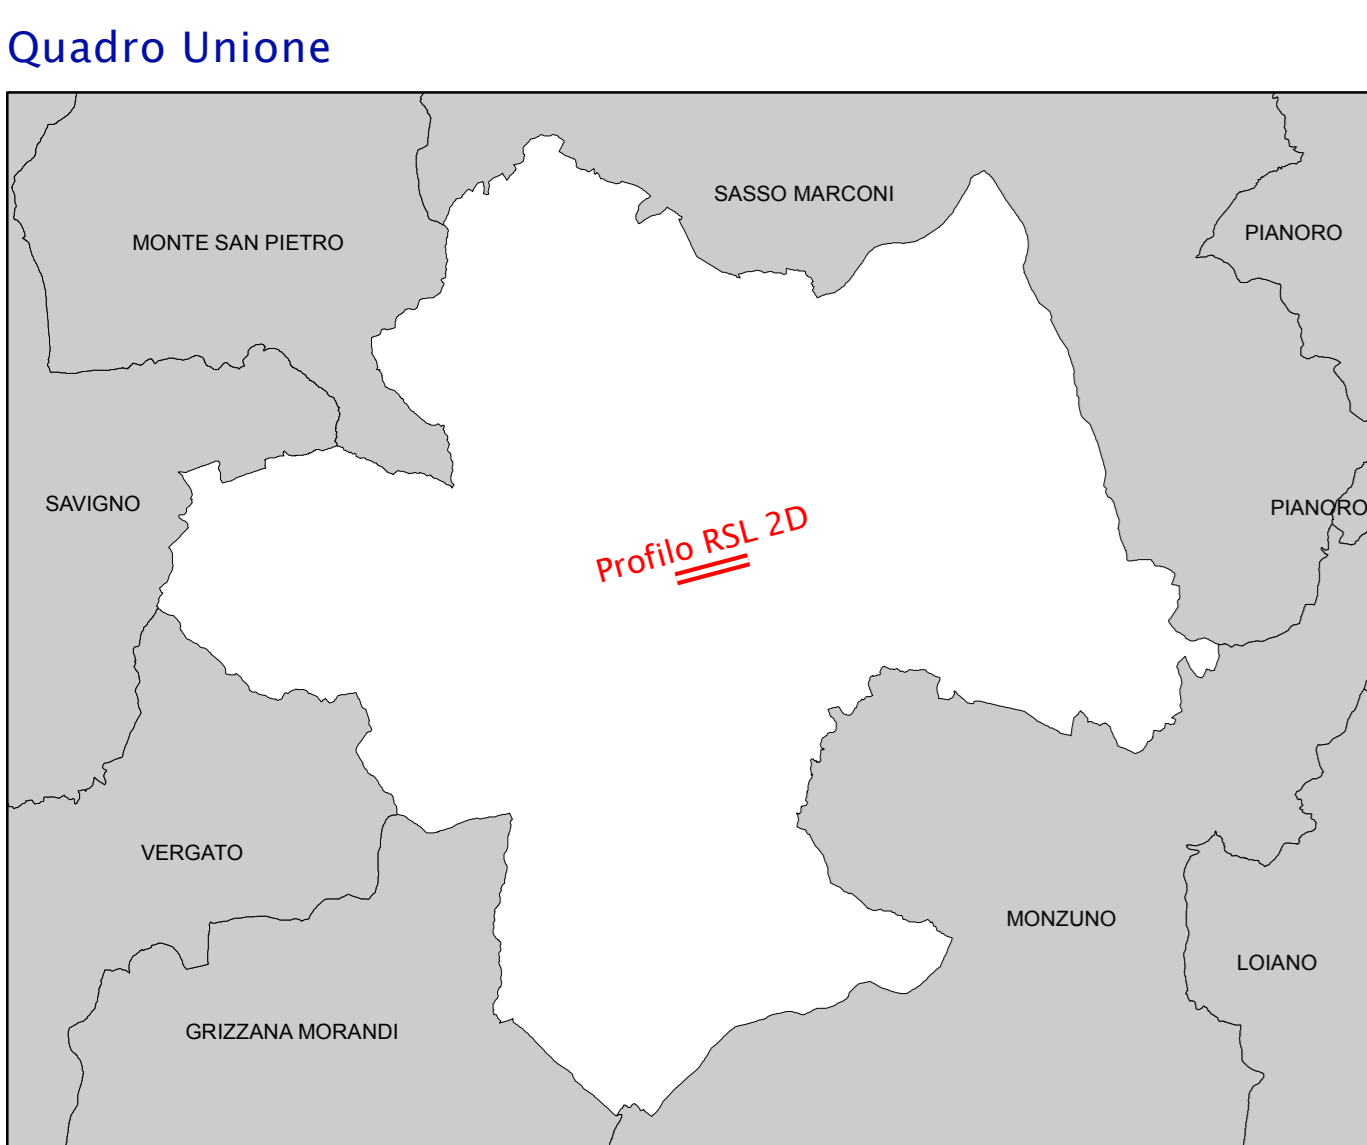 Quadro Unione
SASSO MARCONI
PIANORO
MONTE SAN PIETRO
SAVIGNO
PIANORO
Profilo RSL 2D
VERGATO
MONZUNO
LOIANO
GRIZZANA MORANDI